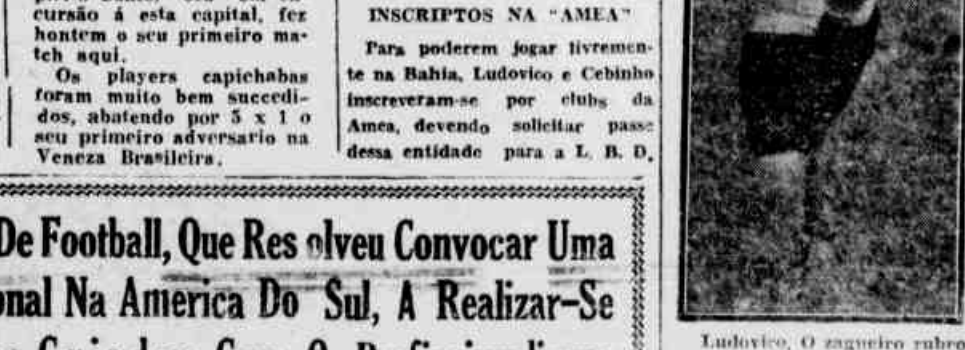 cursão á esta capital, fez
hontem o seu primeiro ma-
tch aqui.
Os players capichabas
foram muito bem succedi-
dos, abatendo por 5 x 1 o
seu primeiro adversario na
Veneza Brasileira.
INSCRIPTOS NA "AMEA"
Para poderem jogar livremen-
te na Bahia, Ludovico e Cebinho
inscreveram-se por clubs da
Amea, devendo solicitar passe
dessa entidade para a L. B. D.
De Football, Que Resolveu Convocar Uma
onal Na America Do Sul, A Realizar-Se
Com O
Ludovico, O zagueiro rubro